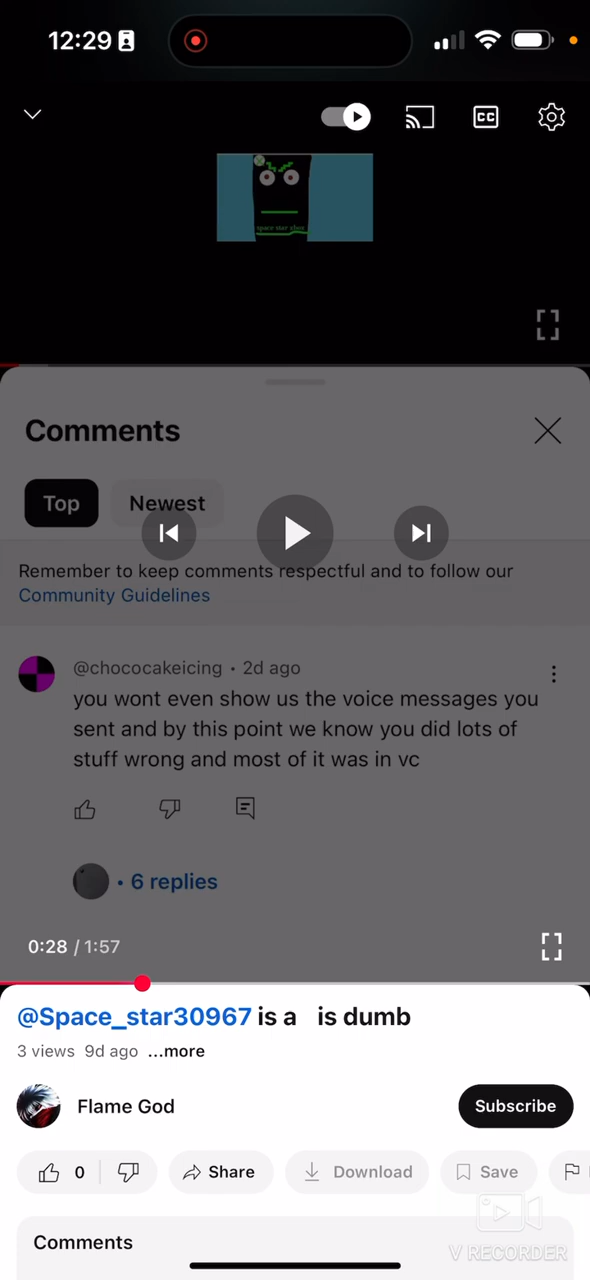 12:29
CC
space star
Comments
Top
Newest
Remember to keep comments respectful and to follow our
Community Guidelines
@chococakeicing • 2d ago
you wont even show us the voice messages you
sent and by this point we know you did lots of
stuff wrong and most of it was in vc
• 6 replies
0:28 / 1:57
@Space_star30967 is a is dumb
3 views 9d ago ...more
Flame God
Subscribe
0
Share
Download
Save
Comments
V RECORDER